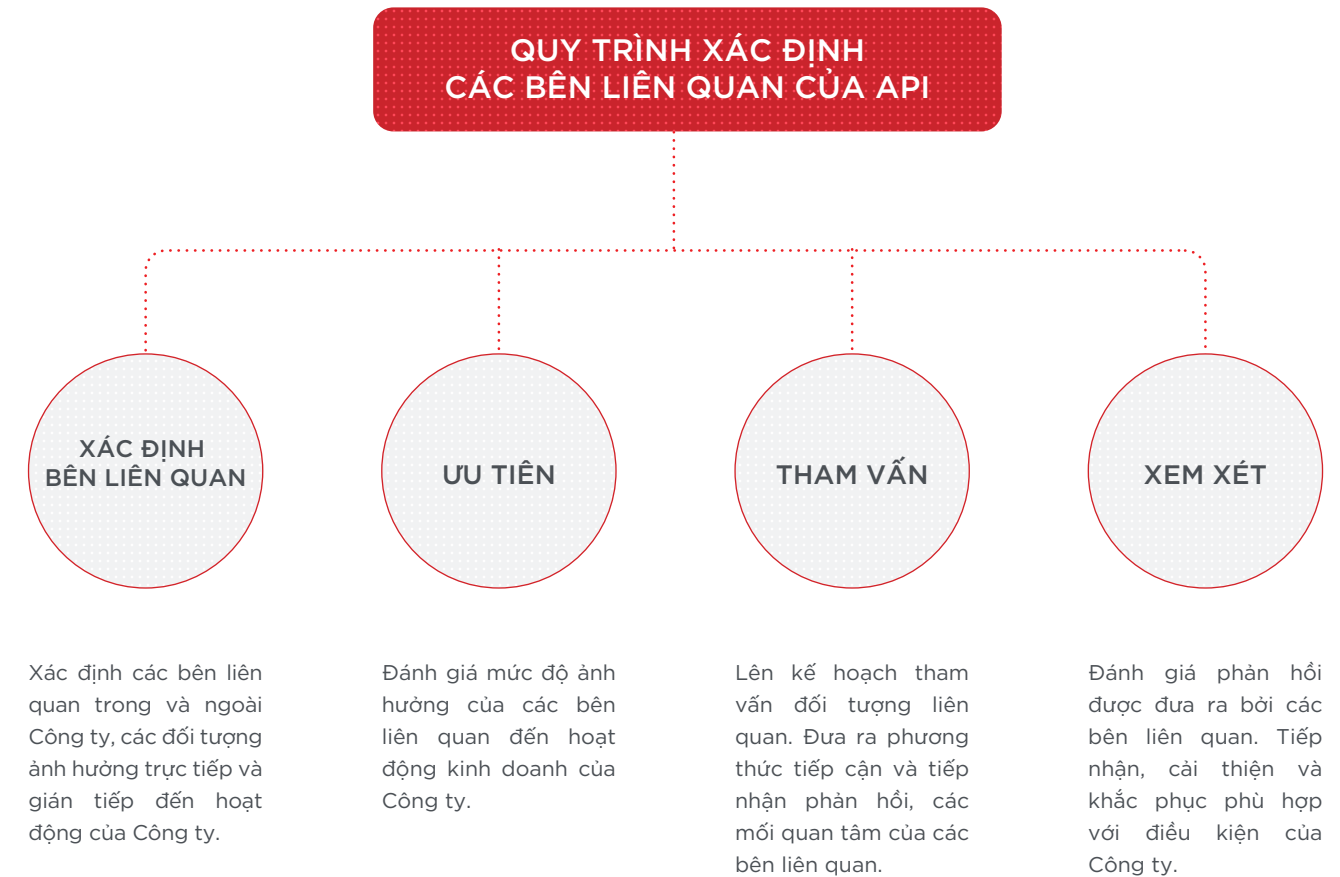 QUY TRÌNH XÁC ĐỊNH
CÁC BÊN LIÊN QUAN CỦA API
XÁC ĐỊNH
BÊN LIÊN QUAN
ƯU TIÊN
THAM VẤN
XEM XÉT
Xác định các bên liên
quan trong và ngoài
Công ty, các đối tượng
ảnh hưởng trực tiếp và
gián tiếp đến hoạt
động của Công ty.
Đánh giá mức độ ảnh
hưởng của các bên
liên quan đến hoạt
động kinh doanh của
Công ty.
Lên kế hoạch tham
vấn đối tượng liên
quan. Đưa ra phương
thức tiếp cận và tiếp
nhận phản hồi, các
mối quan tâm của các
bên liên quan.
Đánh giá phản hồi
được đưa ra bởi các
bên liên quan. Tiếp
nhận, cải thiện và
khắc phục phù hợp
với điều kiện của
Công ty.